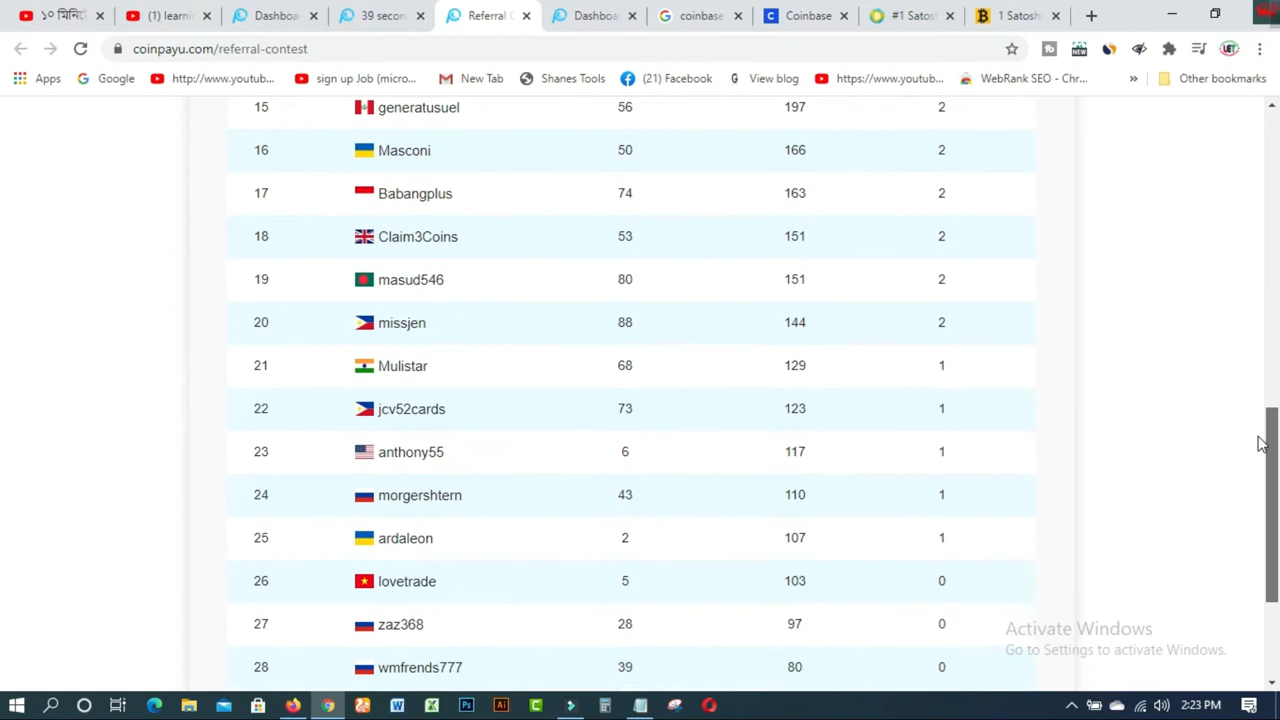 ১০ মিনিটে
(1) learni
Dashboa
39 secon
Referral C
Dashboa
coinbase
Coinbase
#1 Satosh
1 Satoshi
coinpayu.com/referral-contest
Apps
Google
http://www.youtub...
sign up Job (micro...
New Tab
Shanes Tools
(21) Facebook
View blog
https://www.youtub...
WebRank SEO - Chr...
»
Other bookmarks
15 generatusuel 56 197 2
16 Masconi 50 166 2
17 Babangplus 74 163 2
18 Claim3Coins 53 151 2
19 masud546 80 151 2
20 missjen 88 144 2
21 Mulistar 68 129 1
22 jcv52cards 73 123 1
23 anthony55 6 117 1
24 morgershtern 43 110 1
25 ardaleon 2 107 1
26 lovetrade 5 103 0
27 zaz368 28 97 0
28 wmfrends777 39 80 0
Activate Windows
Go to Settings to activate Windows.
2:23 PM